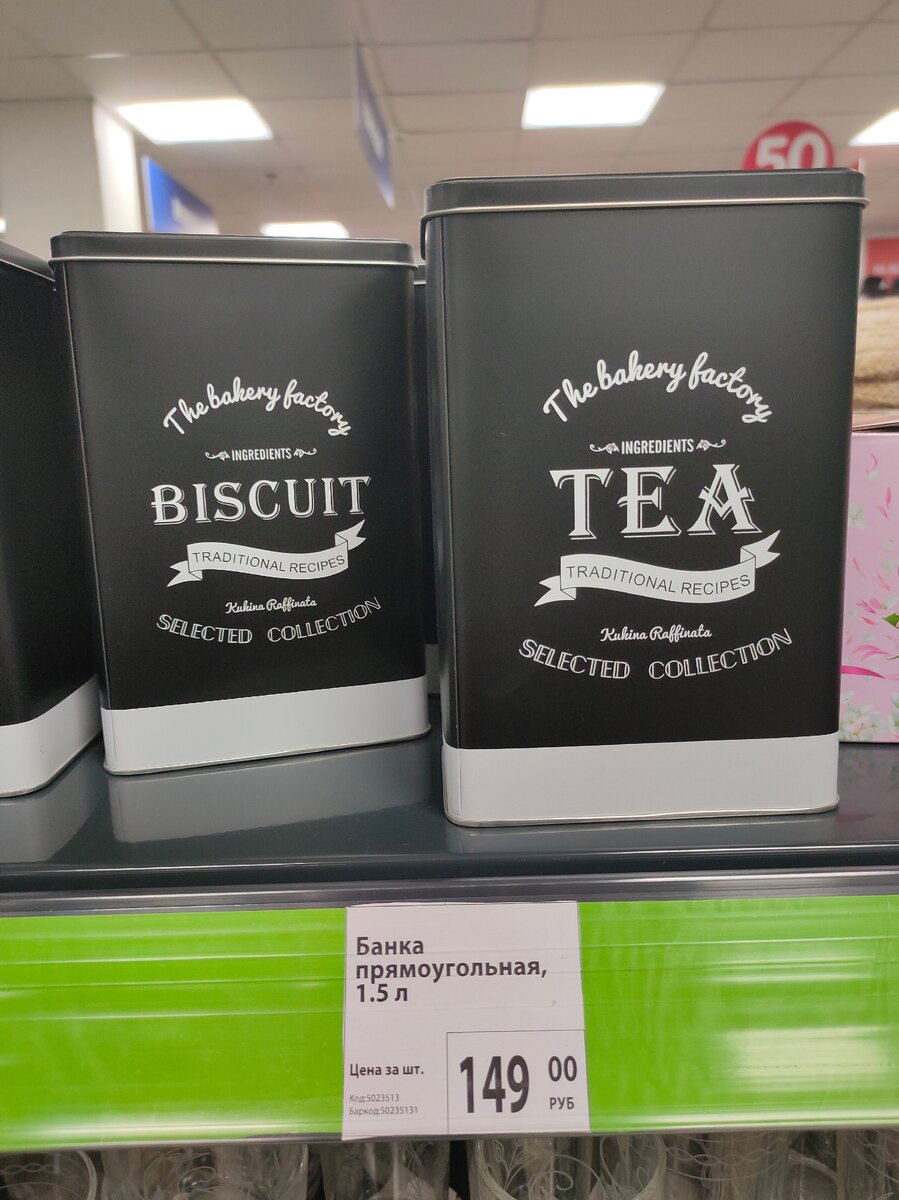 50
The bakery factory
INGREDIENTS
BISCUIT
TRADITIONAL RECIPES
Kukina Raffinata
SELECTED COLLECTION
The bakery factory
INGREDIENTS
TEA
TRADITIONAL RECIPES
Kukina Raffinata
SELECTED COLLECTION
Банка
прямоугольная,
1.5 л
Цена за шт.
149 00
РУБ
Код:5023513
Баркод:50235131